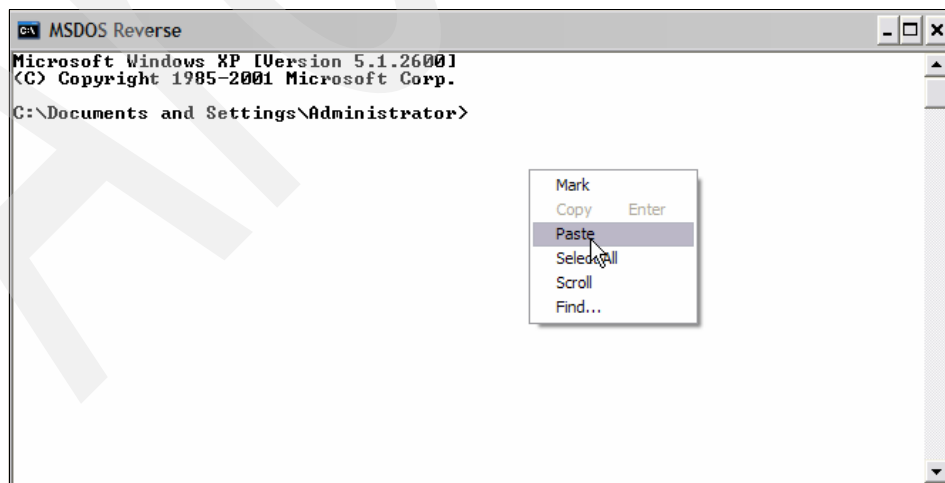 MSDOS Reverse
Microsoft Windows XP [Version 5.1.2600]
(C) Copyright 1985-2001 Microsoft Corp.
C:\Documents and Settings\Administrator>
Mark
Copy Enter
Paste
Select All
Scroll
Find...